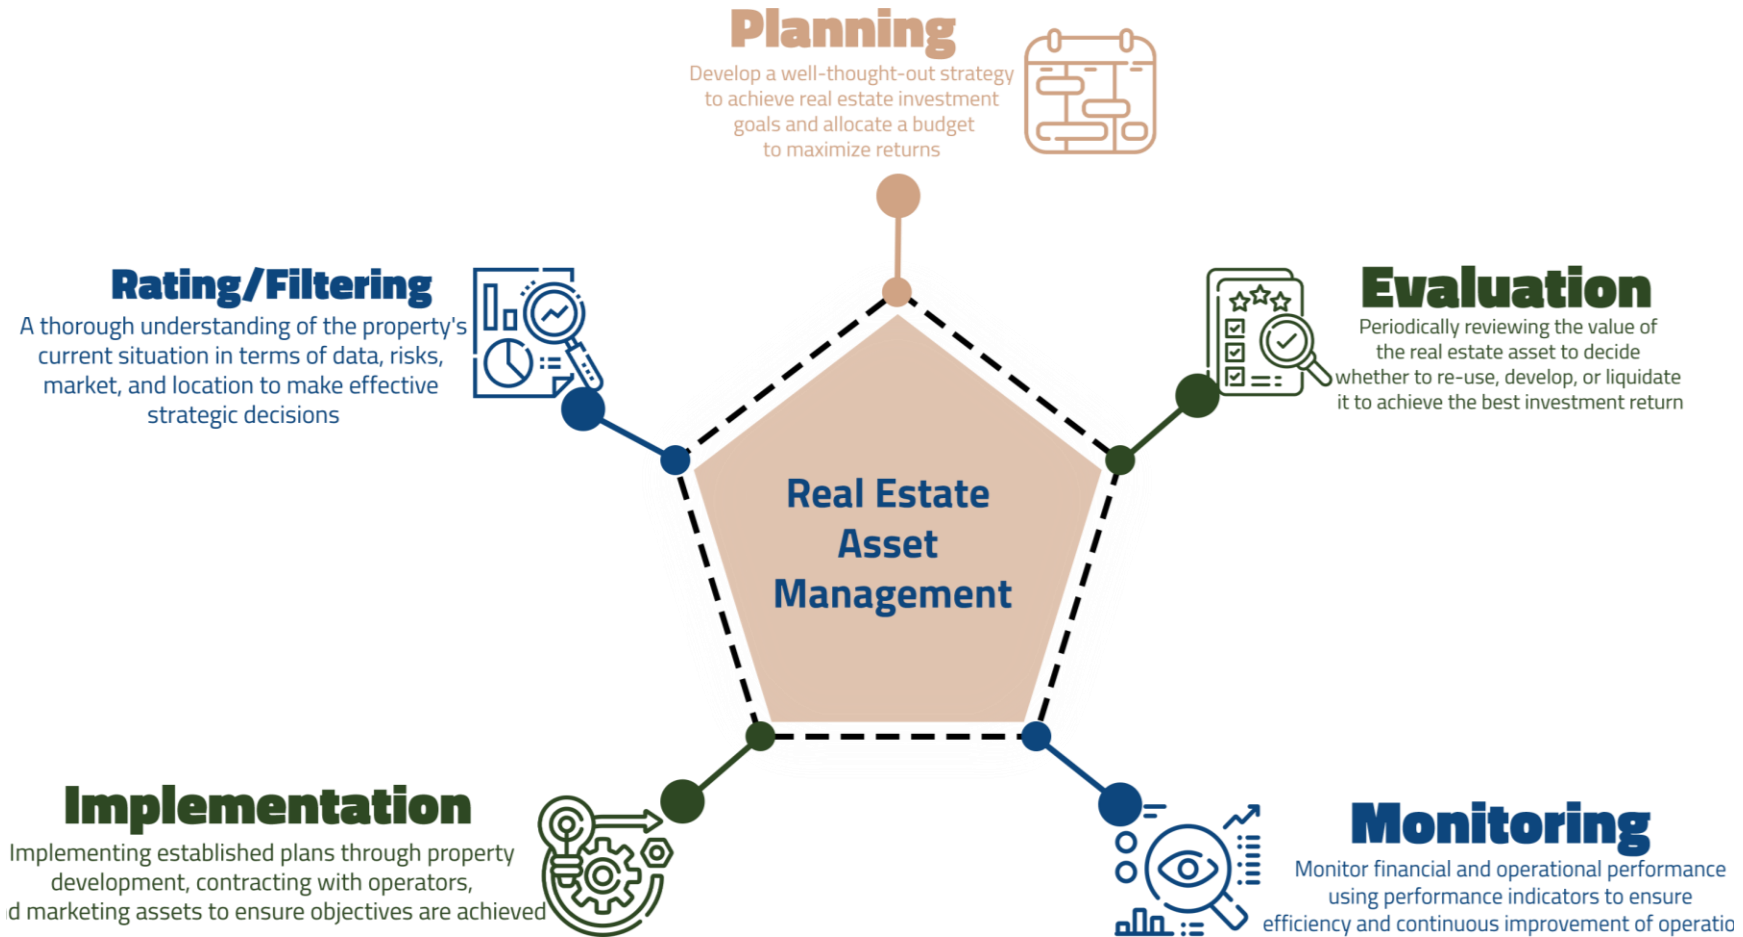 Planning
Develop a well-thought-out strategy
to achieve real estate investment
goals and allocate a budget
to maximize returns
Rating/Filtering
A thorough understanding of the property's
current situation in terms of data, risks,
market, and location to make effective
strategic decisions
Evaluation
Periodically reviewing the value of
the real estate asset to decide
whether to re-use, develop, or liquidate
it to achieve the best investment return
Real Estate
Asset
Management
Implementation
Implementing established plans through property
development, contracting with operators,
d marketing assets to ensure objectives are achieved
Monitoring
Monitor financial and operational performance
using performance indicators to ensure
efficiency and continuous improvement of operatio